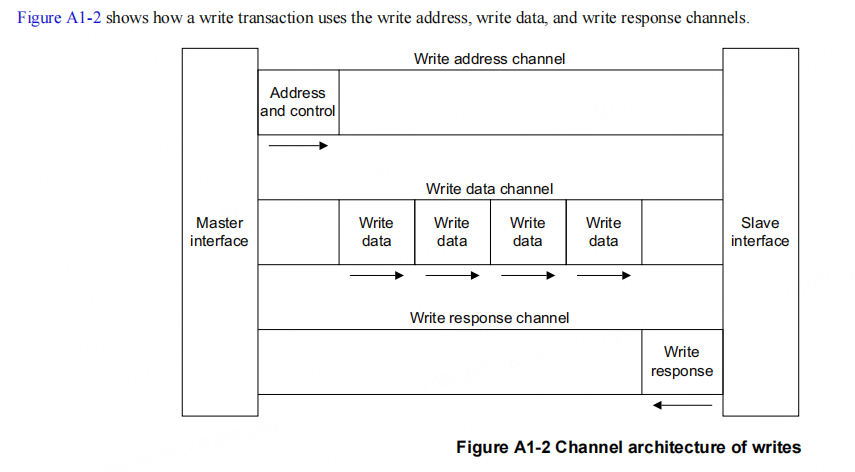 Figure A1-2 shows how a write transaction uses the write address, write data, and write response channels.
Write address channel
Address
and control
Write data channel
Master
interface
Write
data
Write
data
Write
data
Write
data
Slave
interface
Write response channel
Write
response
Figure A1-2 Channel architecture of writes